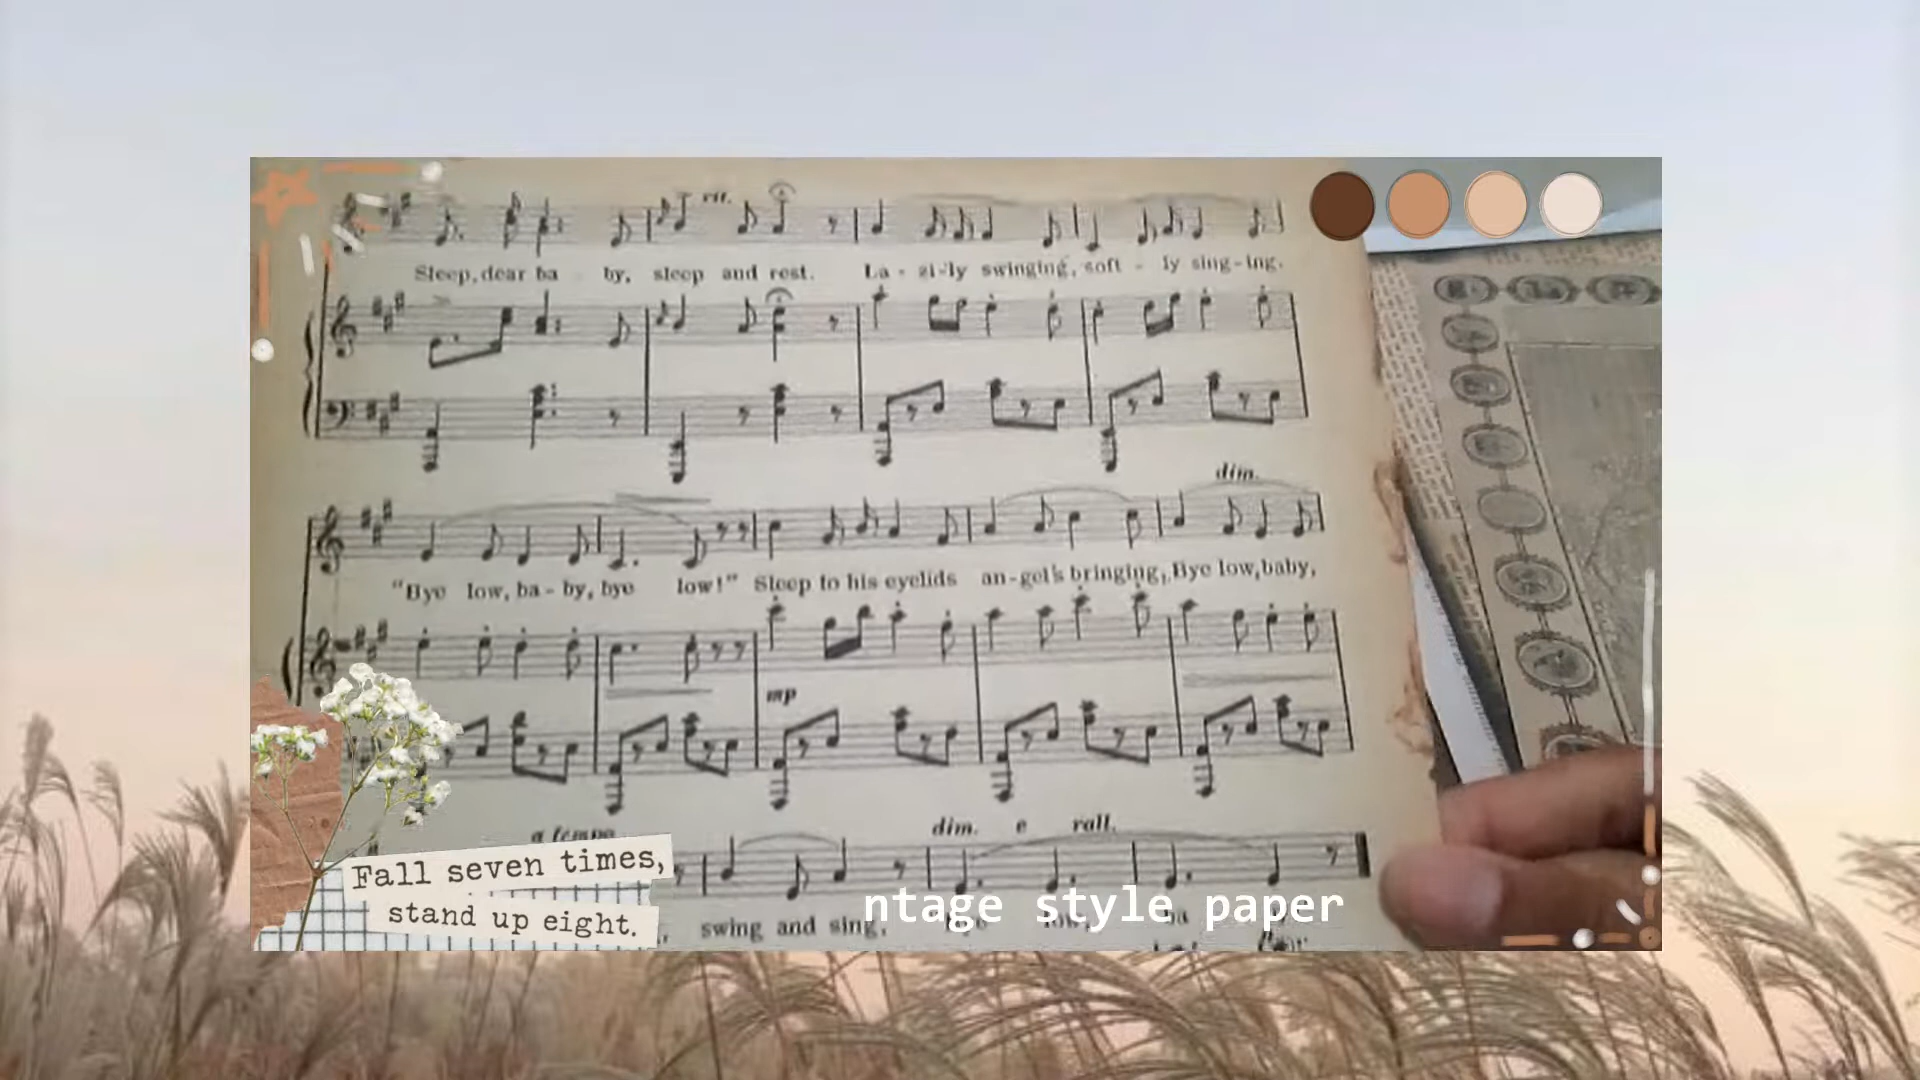 rit.
Sleep, dear ba - by, sleep and rest. La - zi-ly swinging, soft - ly sing-ing.
dim.
"Bye low, ba - by, bye low!" Sleep to his eyelids an-gel's bringing, Bye low, baby,
mp
a tempo
dim. e rall.
Fall seven times,
stand up eight.
swing and sing,
ntage style paper